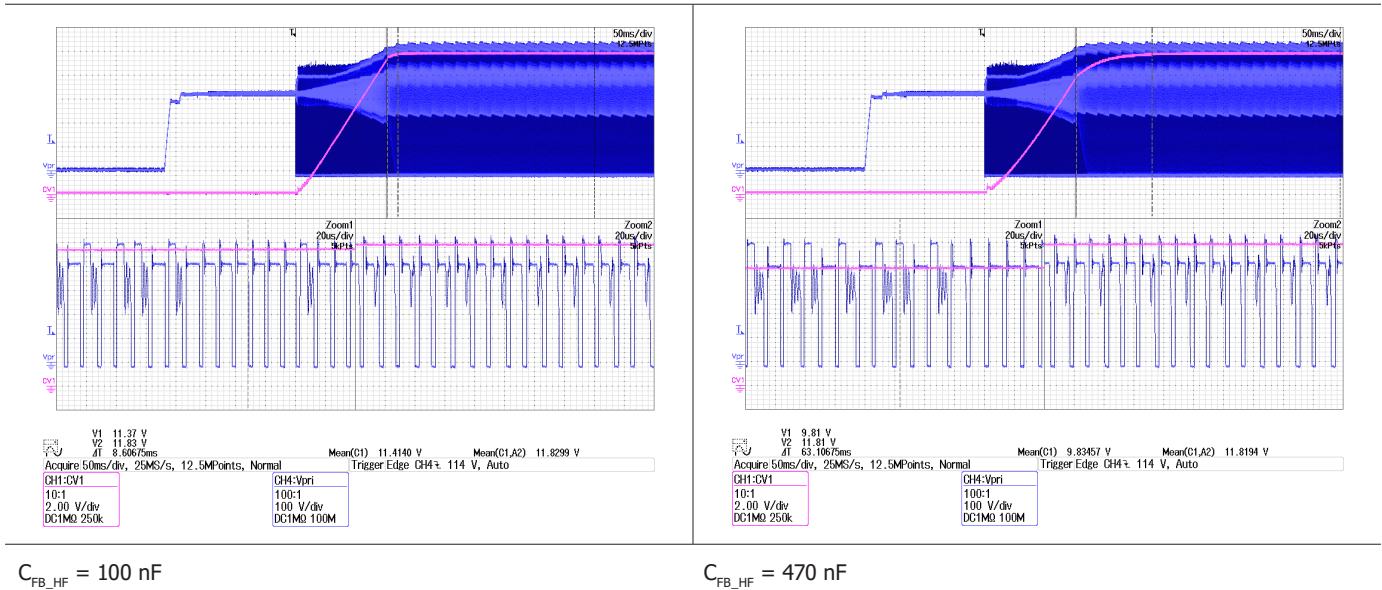 T
50ms/div
12.5MPts
T
Vpr
CV1
Zoom1
20us/div
5kPts
Zoom2
20us/div
5kPts
T
Vpr
CV1
V1 11.37 V
V2 11.83 V
ΔT 8.60675ms
Mean(C1) 11.4140 V
Mean(C1,A2) 11.8299 V
Acquire 50ms/div, 25MS/s, 12.5MPoints, Normal
Trigger Edge CH4 114 V, Auto
CH1:CV1
10:1
2.00 V/div
DC1MΩ 250k
CH4:Vpri
100:1
100 V/div
DC1MΩ 100M
C_FB_HF = 100 nF
T
50ms/div
12.5MPts
T
Vpr
CV1
Zoom1
20us/div
5kPts
Zoom2
20us/div
5kPts
T
Vpr
CV1
V1 9.81 V
V2 11.81 V
ΔT 63.10675ms
Mean(C1) 9.83457 V
Mean(C1,A2) 11.8194 V
Acquire 50ms/div, 25MS/s, 12.5MPoints, Normal
Trigger Edge CH4 114 V, Auto
CH1:CV1
10:1
2.00 V/div
DC1MΩ 250k
CH4:Vpri
100:1
100 V/div
DC1MΩ 100M
C_FB_HF = 470 nF